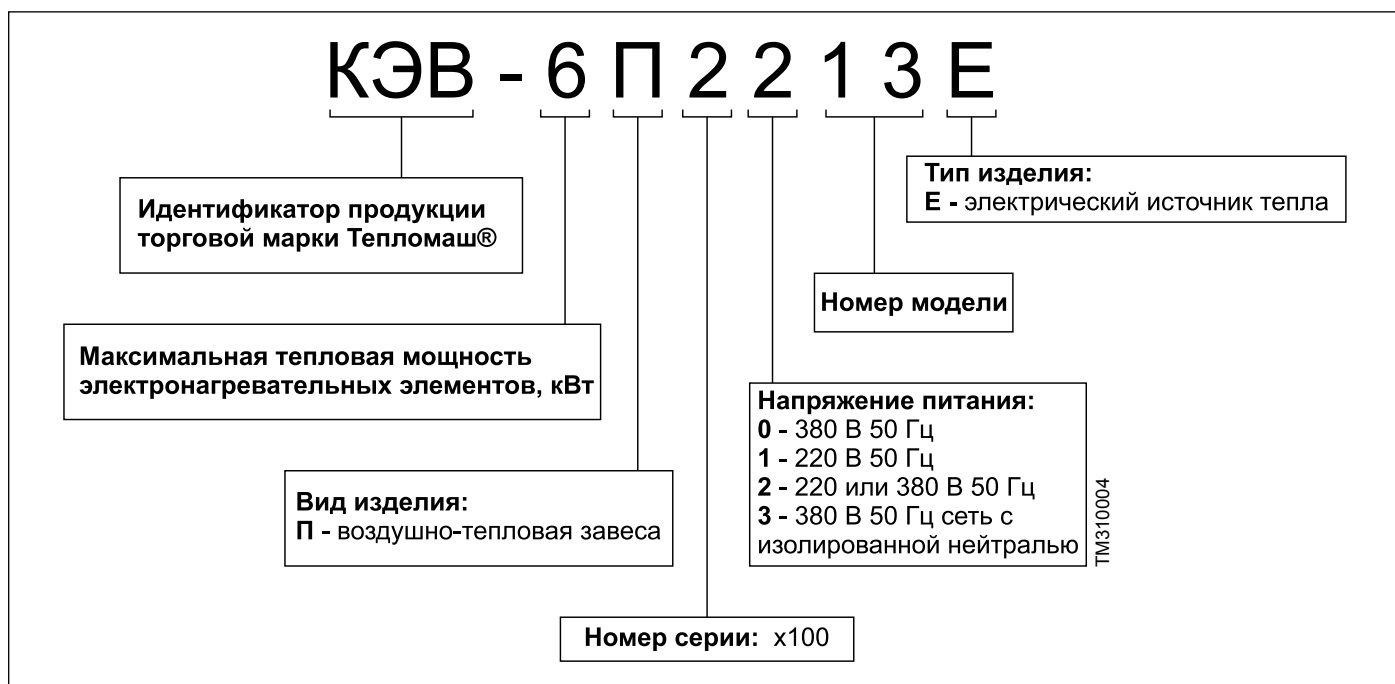 КЭВ - 6 П 2 2 1 3 Е
Тип изделия:
Е - электрический источник тепла
Идентификатор продукции
торговой марки Тепломаш®
Номер модели
Максимальная тепловая мощность
электронагревательных элементов, кВт
Напряжение питания:
0 - 380 В 50 Гц
1 - 220 В 50 Гц
2 - 220 или 380 В 50 Гц
3 - 380 В 50 Гц сеть с
изолированной нейтралью
Вид изделия:
П - воздушно-тепловая завеса
ТМ310004
Номер серии: х100